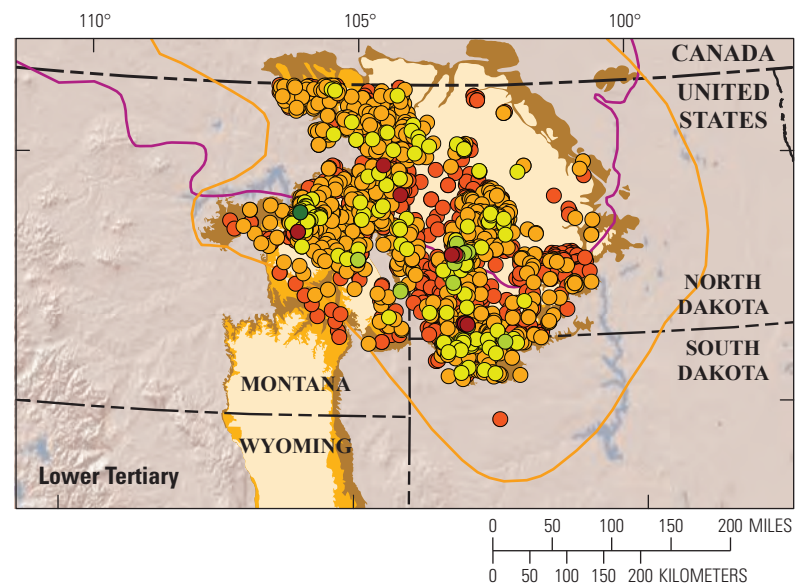 110° 105° 100°
CANADA
UNITED
STATES
NORTH
DAKOTA
SOUTH
DAKOTA
MONTANA
WYOMING
Lower Tertiary
0 50 100 150 200 MILES
0 50 100 150 200 KILOMETERS